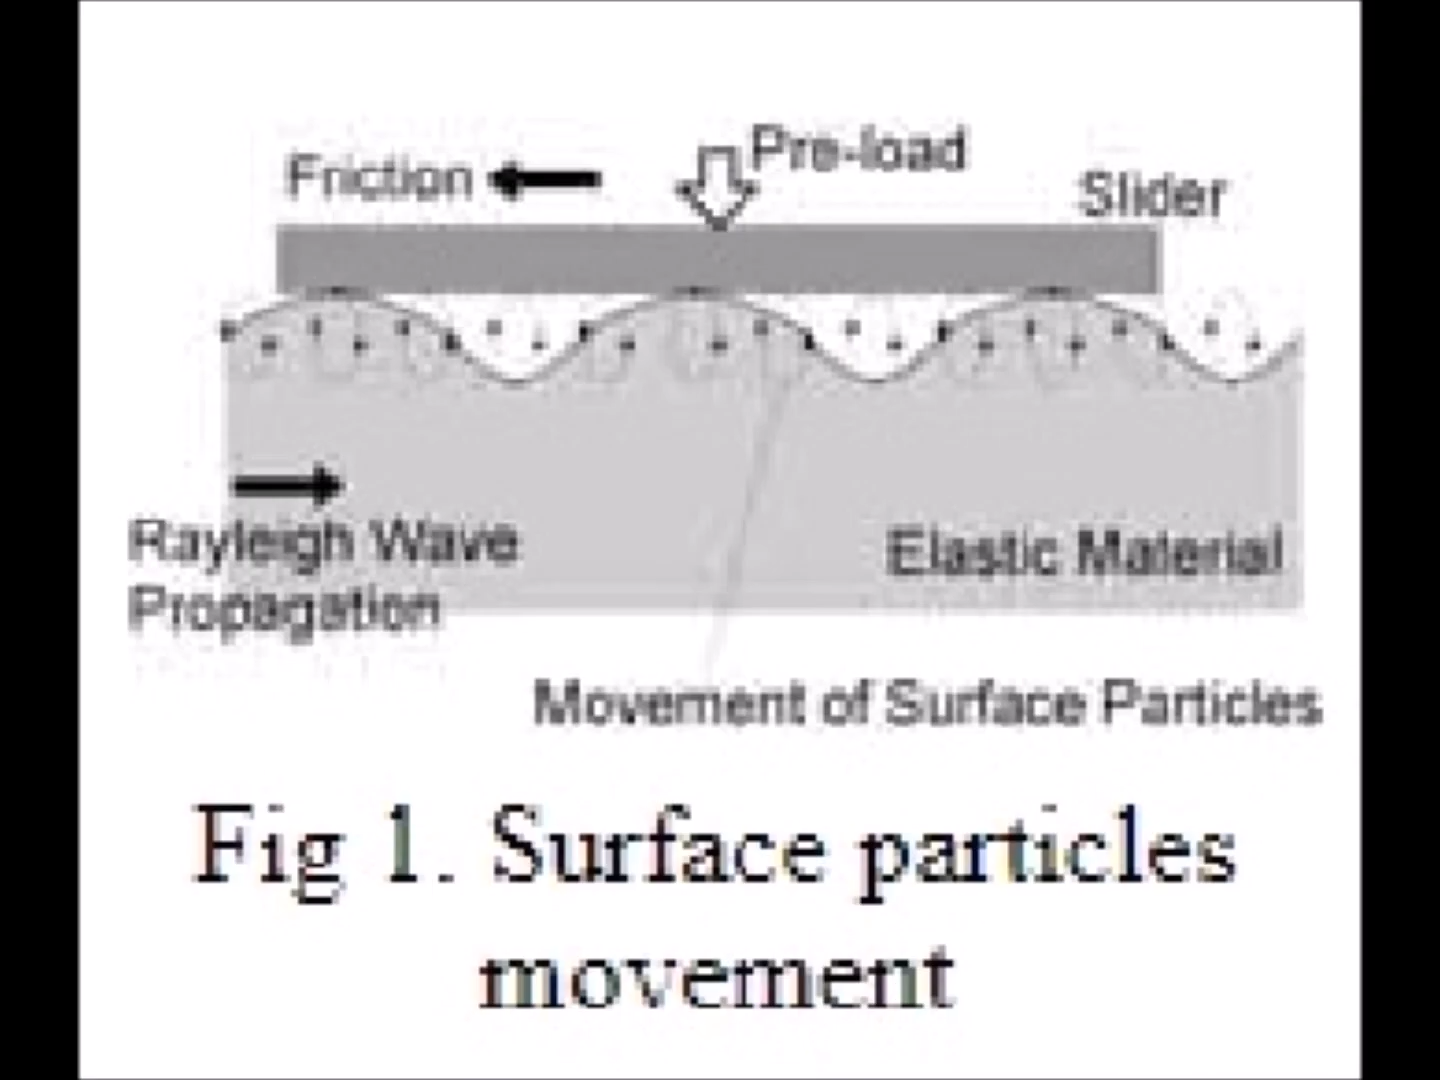 Friction
Pre-load
Slider
Rayleigh Wave
Propagation
Elastic Material
Movement of Surface Particles
Fig 1. Surface particles
movement